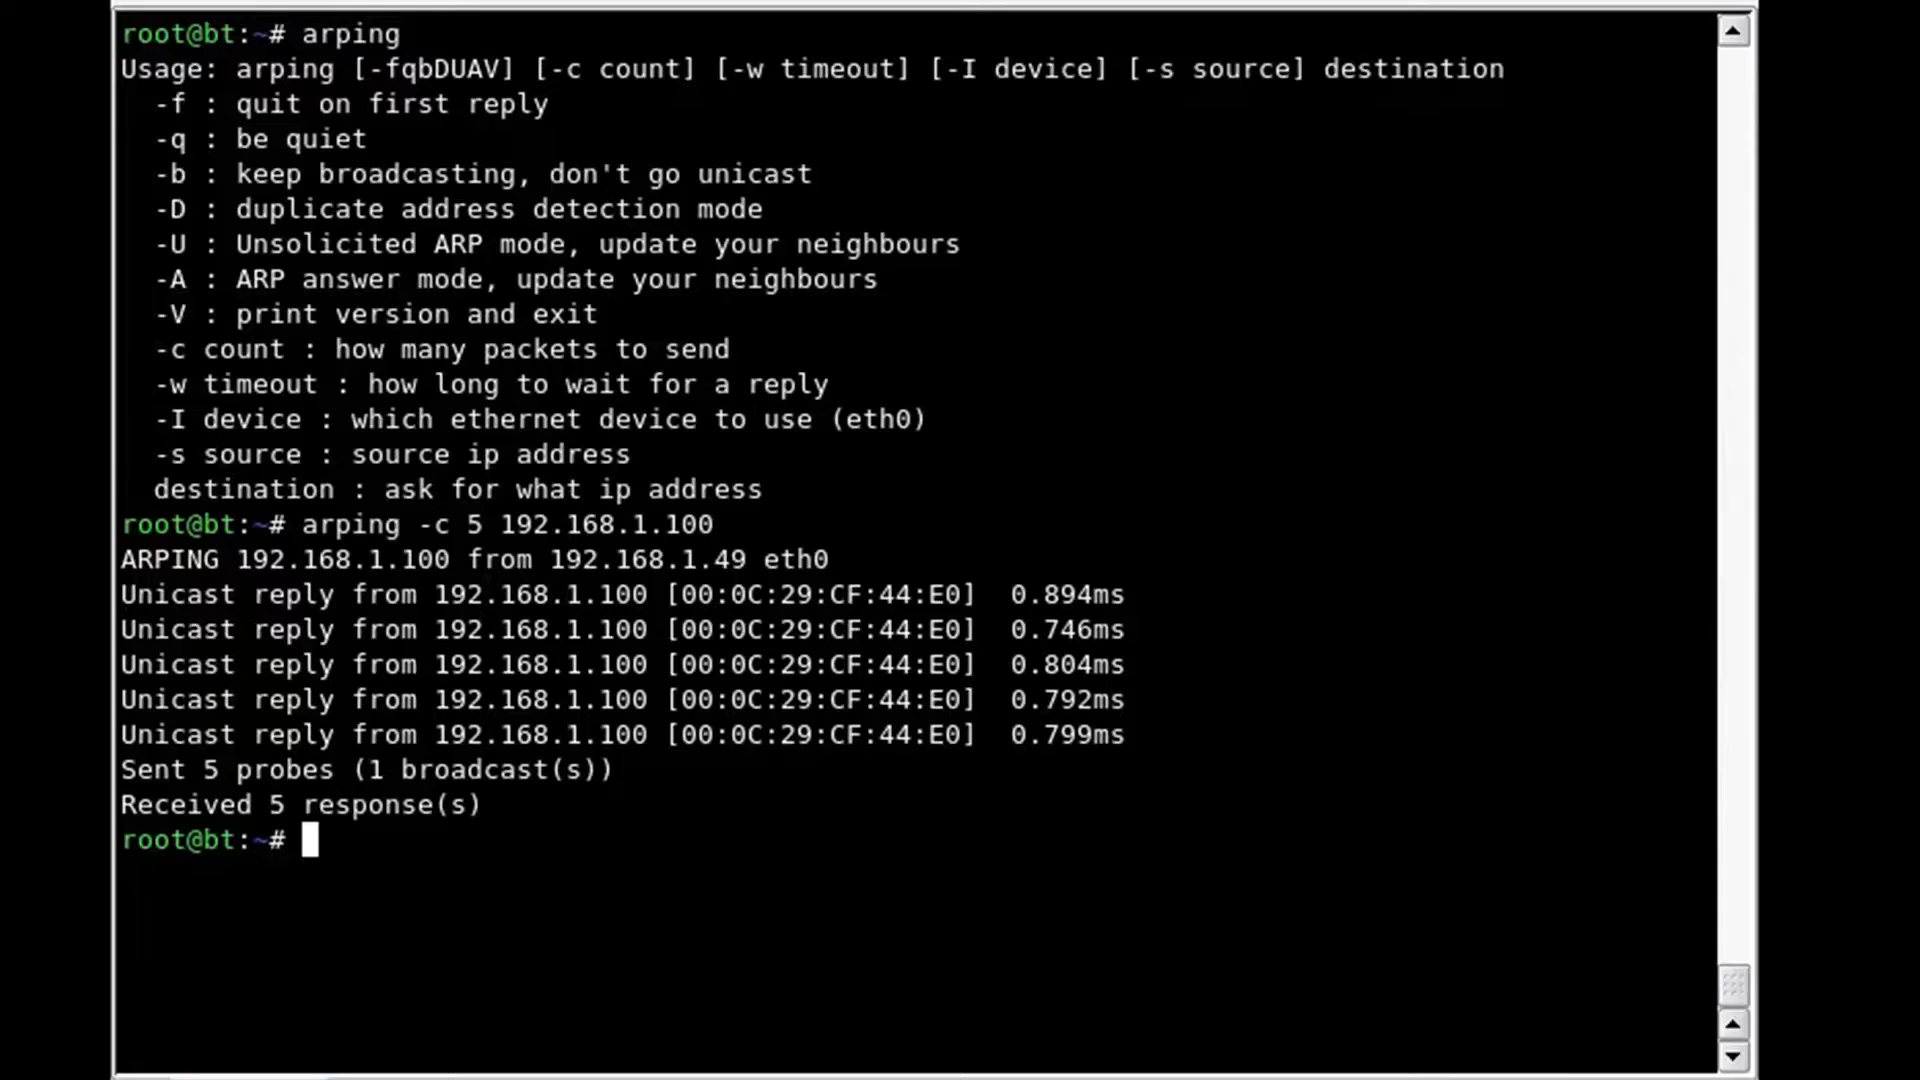 root@bt:~# arping
Usage: arping [-fqbDUAV] [-c count] [-w timeout] [-I device] [-s source] destination
  -f : quit on first reply
  -q : be quiet
  -b : keep broadcasting, don't go unicast
  -D : duplicate address detection mode
  -U : Unsolicited ARP mode, update your neighbours
  -A : ARP answer mode, update your neighbours
  -V : print version and exit
  -c count : how many packets to send
  -w timeout : how long to wait for a reply
  -I device : which ethernet device to use (eth0)
  -s source : source ip address
  destination : ask for what ip address
root@bt:~# arping -c 5 192.168.1.100
ARPING 192.168.1.100 from 192.168.1.49 eth0
Unicast reply from 192.168.1.100 [00:0C:29:CF:44:E0]  0.894ms
Unicast reply from 192.168.1.100 [00:0C:29:CF:44:E0]  0.746ms
Unicast reply from 192.168.1.100 [00:0C:29:CF:44:E0]  0.804ms
Unicast reply from 192.168.1.100 [00:0C:29:CF:44:E0]  0.792ms
Unicast reply from 192.168.1.100 [00:0C:29:CF:44:E0]  0.799ms
Sent 5 probes (1 broadcast(s))
Received 5 response(s)
root@bt:~#